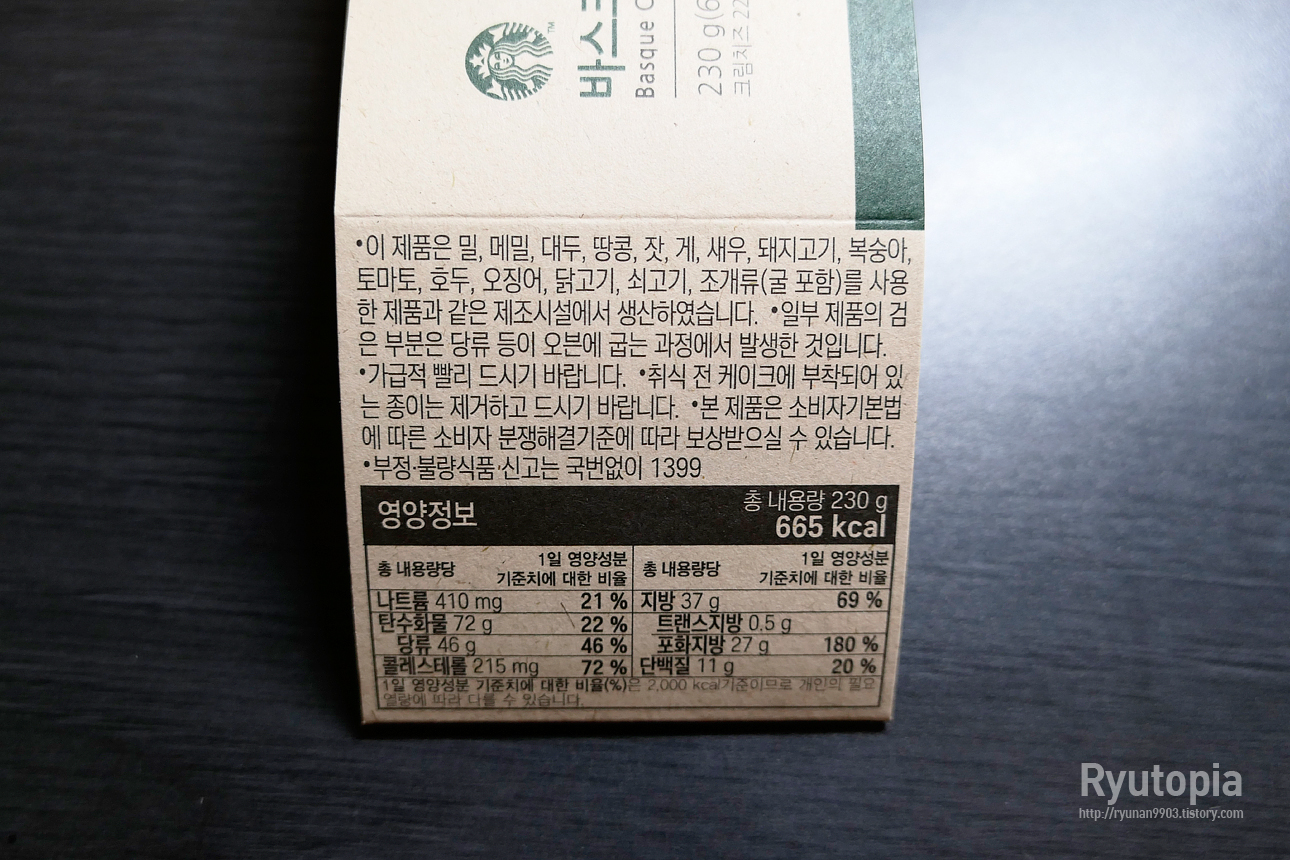 바스
Basque
230 g(6
크림치즈 22
•이 제품은 밀, 메밀, 대두, 땅콩, 잣, 게, 새우, 돼지고기, 복숭아,
토마토, 호두, 오징어, 닭고기, 쇠고기, 조개류(굴 포함)를 사용
한 제품과 같은 제조시설에서 생산하였습니다. •일부 제품의 검
은 부분은 당류 등이 오븐에 굽는 과정에서 발생한 것입니다.
•가급적 빨리 드시기 바랍니다. •취식 전 케이크에 부착되어 있
는 종이는 제거하고 드시기 바랍니다. •본 제품은 소비자기본법
에 따른 소비자 분쟁해결기준에 따라 보상받으실 수 있습니다.
•부정·불량식품 신고는 국번없이 1399
영양정보 총 내용량 230 g
665 kcal
총 내용량당 1일 영양성분 기준치에 대한 비율 총 내용량당 1일 영양성분 기준치에 대한 비율
나트륨 410 mg 21 % 지방 37 g 69 %
탄수화물 72 g 22 % 트랜스지방 0.5 g
당류 46 g 46 % 포화지방 27 g 180 %
콜레스테롤 215 mg 72 % 단백질 11 g 20 %
1일 영양성분 기준치에 대한 비율(%)은 2,000 kcal기준이므로 개인의 필요
열량에 따라 다를 수 있습니다.
Ryutopia
http://ryunan9903.tistory.com